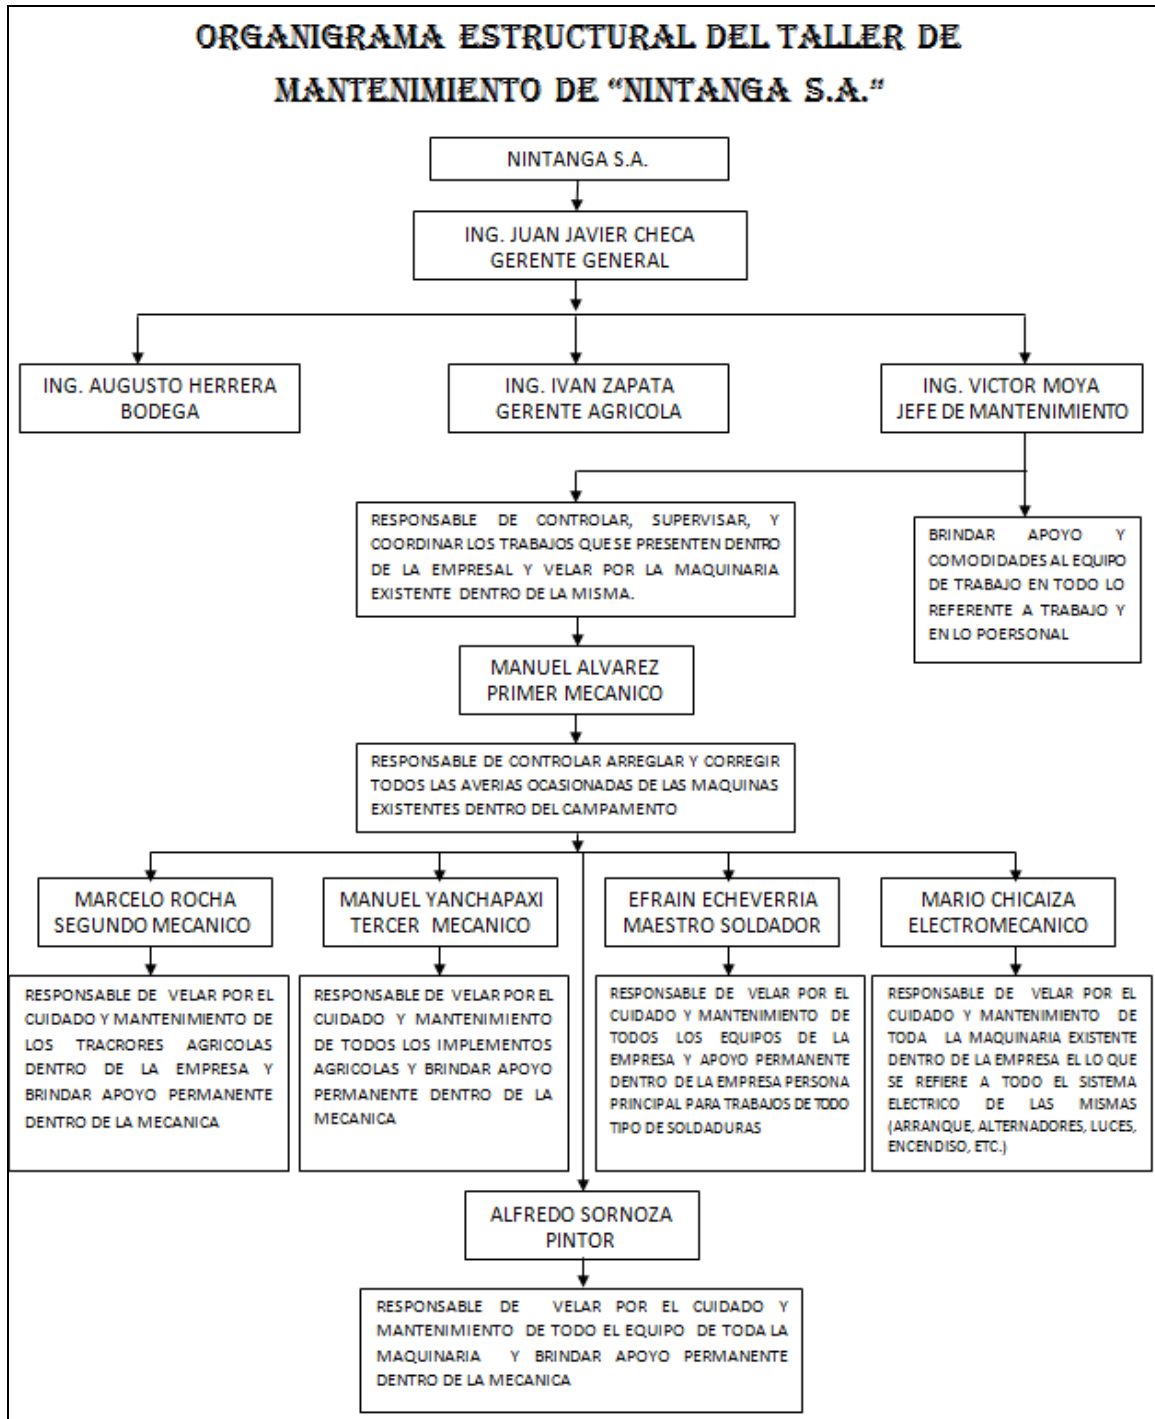 ORGANIGRAMA ESTRUCTURAL DEL TALLER DE
MANTENIMIENTO DE “NINTANGA S.A.”
NINTANGA S.A.
ING. JUAN JAVIER CHECA
GERENTE GENERAL
ING. AUGUSTO HERRERA
BODEGA
ING. IVAN ZAPATA
GERENTE AGRICOLA
ING. VICTOR MOYA
JEFE DE MANTENIMIENTO
RESPONSABLE DE CONTROLAR, SUPERVISAR, Y
COORDINAR LOS TRABAJOS QUE SE PRESENTEN DENTRO
DE LA EMPRESAL Y VELAR POR LA MAQUINARIA
EXISTENTE DENTRO DE LA MISMA.
BRINDAR APOYO Y
COMODIDADES AL EQUIPO
DE TRABAJO EN TODO LO
REFERENTE A TRABAJO Y
EN LO POERSONAL
MANUEL ALVAREZ
PRIMER MECANICO
RESPONSABLE DE CONTROLAR ARREGLAR Y CORREGIR
TODOS LAS AVERIAS OCASIONADAS DE LAS MAQUINAS
EXISTENTES DENTRO DEL CAMPAMENTO
MARCELO ROCHA
SEGUNDO MECANICO
MANUEL YANCHAPAXI
TERCER MECANICO
EFRAIN ECHEVERRIA
MAESTRO SOLDADOR
MARIO CHICAIZA
ELECTROMECANICO
RESPONSABLE DE VELAR POR EL
CUIDADO Y MANTENIMIENTO DE
LOS TRACRORES AGRICOLAS
DENTRO DE LA EMPRESA Y
BRINDAR APOYO PERMANENTE
DENTRO DE LA MECANICA
RESPONSABLE DE VELAR POR EL
CUIDADO Y MANTENIMIENTO
DE TODOS LOS IMPLEMENTOS
AGRICOLAS Y BRINDAR APOYO
PERMANENTE DENTRO DE LA
MECANICA
RESPONSABLE DE VELAR POR EL
CUIDADO Y MANTENIMIENTO DE
TODOS LOS EQUIPOS DE LA
EMPRESA Y APOYO PERMANENTE
DENTRO DE LA EMPRESA PERSONA
PRINCIPAL PARA TRABAJOS DE TODO
TIPO DE SOLDADURAS
RESPONSABLE DE VELAR POR EL
CUIDADO Y MANTENIMIENTO DE
TODA LA MAQUINARIA EXISTENTE
DENTRO DE LA EMPRESA EL LO QUE
SE REFIERE A TODO EL SISTEMA
ELECTRICO DE LAS MISMAS
(ARRANQUE, ALTERNADORES, LUCES,
ENCENDISO, ETC.)
ALFREDO SORNOZA
PINTOR
RESPONSABLE DE VELAR POR EL CUIDADO Y
MANTENIMIENTO DE TODO EL EQUIPO DE TODA LA
MAQUINARIA Y BRINDAR APOYO PERMANENTE
DENTRO DE LA MECANICA